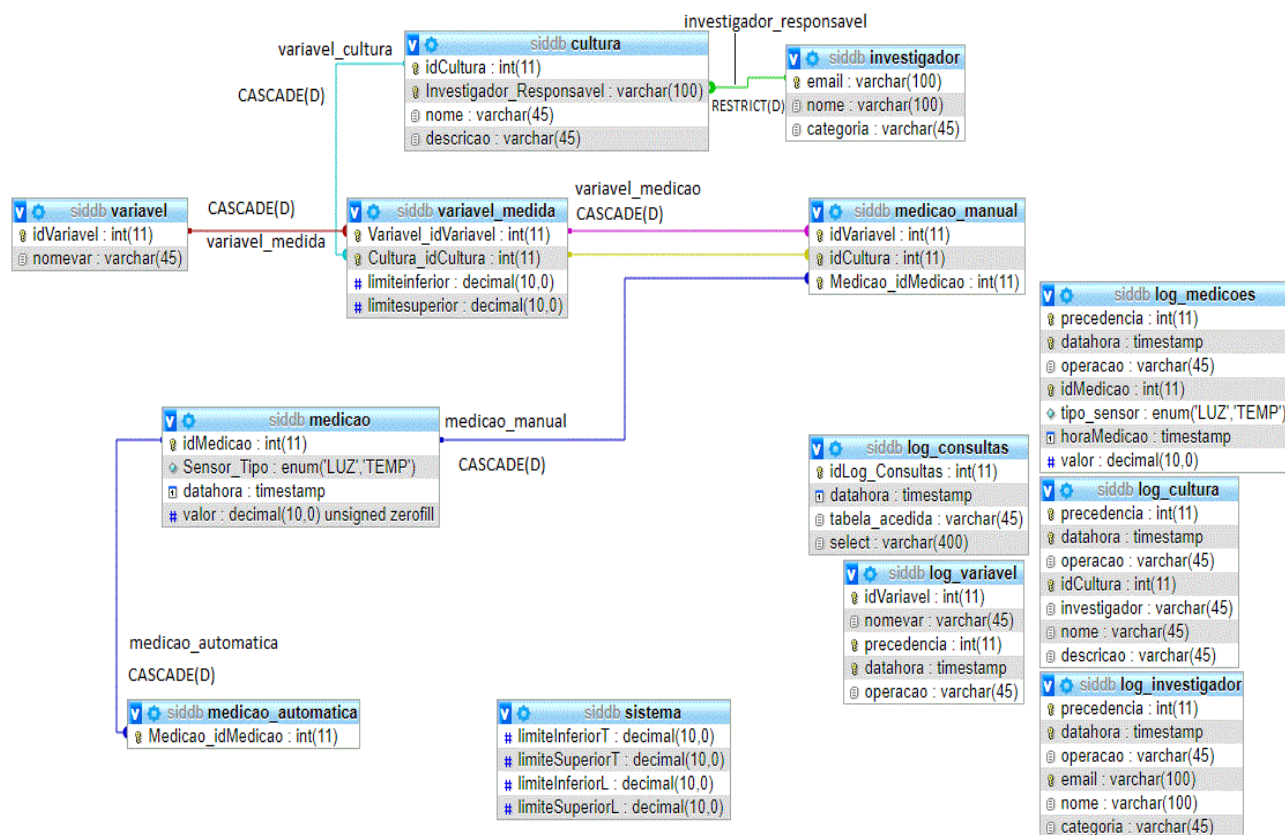 investigador_responsavel
variavel_cultura
CASCADE(D)
siddb cultura
idCultura : int(11)
Investigador_Responsavel : varchar(100)
nome : varchar(45)
descricao : varchar(45)
RESTRICT(D)
siddb investigador
email : varchar(100)
nome : varchar(100)
categoria : varchar(45)
siddb variavel
idVariavel : int(11)
nomevar : varchar(45)
CASCADE(D)
variavel_medida
siddb variavel_medida
Variavel_idVariavel : int(11)
Cultura_idCultura : int(11)
limiteinferior : decimal(10,0)
limitesuperior : decimal(10,0)
variavel_medicao
CASCADE(D)
siddb medicao_manual
idVariavel : int(11)
idCultura : int(11)
Medicao_idMedicao : int(11)
siddb log_medicoes
precedencia : int(11)
datahora : timestamp
operacao : varchar(45)
idMedicao : int(11)
tipo_sensor : enum('LUZ','TEMP')
horaMedicao : timestamp
valor : decimal(10,0)
siddb medicao
idMedicao : int(11)
Sensor_Tipo : enum('LUZ','TEMP')
datahora : timestamp
valor : decimal(10,0) unsigned zerofill
medicao_manual
CASCADE(D)
siddb log_consultas
idLog_Consultas : int(11)
datahora : timestamp
tabela_acedida : varchar(45)
select : varchar(400)
siddb log_cultura
precedencia : int(11)
datahora : timestamp
operacao : varchar(45)
idCultura : int(11)
investigador : varchar(45)
nome : varchar(45)
descricao : varchar(45)
siddb log_variavel
idVariavel : int(11)
nomevar : varchar(45)
precedencia : int(11)
datahora : timestamp
operacao : varchar(45)
medicao_automatica
CASCADE(D)
siddb medicao_automatica
Medicao_idMedicao : int(11)
siddb sistema
limiteInferiorT : decimal(10,0)
limiteSuperiorT : decimal(10,0)
limiteInferiorL : decimal(10,0)
limiteSuperiorL : decimal(10,0)
siddb log_investigador
precedencia : int(11)
datahora : timestamp
operacao : varchar(45)
email : varchar(100)
nome : varchar(100)
categoria : varchar(45)